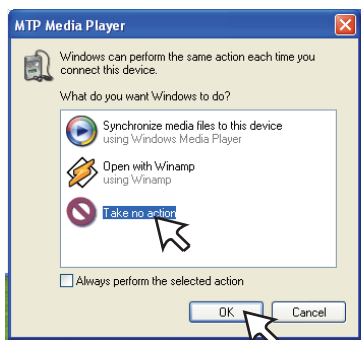 MTP Media Player
Windows can perform the same action each time you
connect this device.
What do you want Windows to do?
Synchronize media files to this device
using Windows Media Player
Open with Winamp
using Winamp
Take no action
Always perform the selected action
OK
Cancel